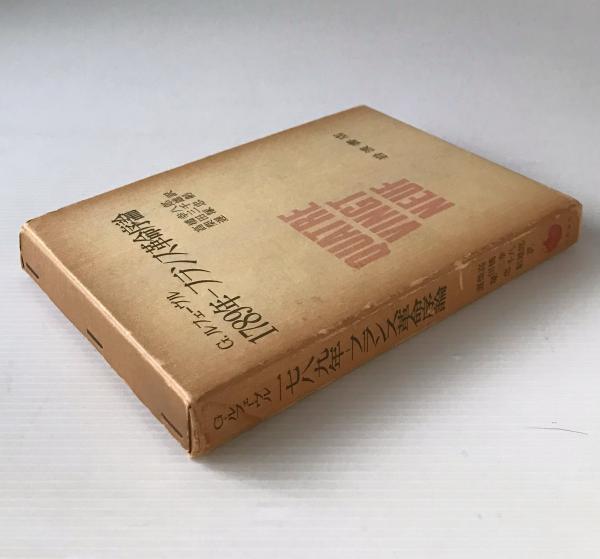 G.ルフェーヴル
1789年―フランス革命序論
高橋幸八郎
柴田三千雄
遅塚忠躬 訳
QUATRE
VIGT
NEUF
岩波書店
G.ルフェーヴル 一七八九年―フランス革命序論